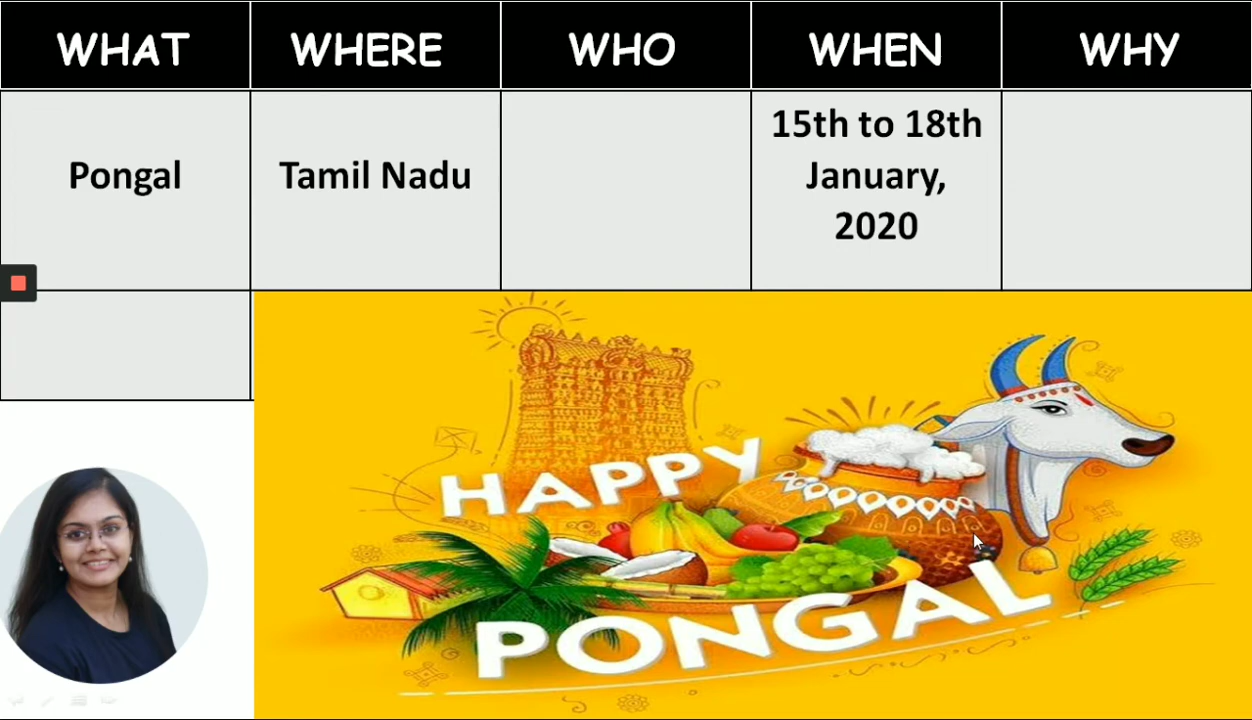 WHAT WHERE WHO WHEN WHY
Pongal
Tamil Nadu
15th to 18th
January,
2020
HAPPY
PONGAL